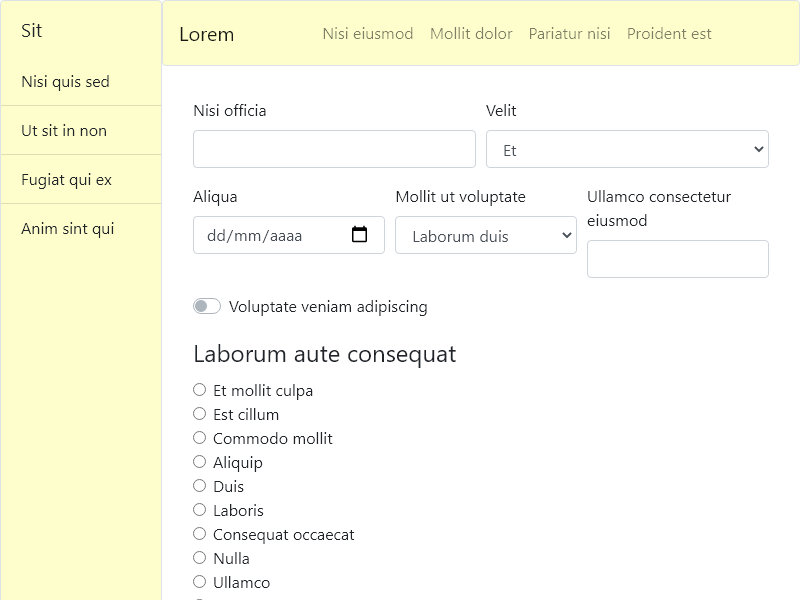 Sit
Nisi quis sed
Ut sit in non
Fugiat qui ex
Anim sint qui
Lorem
Nisi eiusmod
Mollit dolor
Pariatur nisi
Proident est
Nisi officia
Velit
Et
Aliqua
dd/mm/aaaa
Mollit ut voluptate
Laborum duis
Ullamco consectetur
eiusmod
Voluptate veniam adipiscing
Laborum aute consequat
Et mollit culpa
Est cillum
Commodo mollit
Aliquip
Duis
Laboris
Consequat occaecat
Nulla
Ullamco